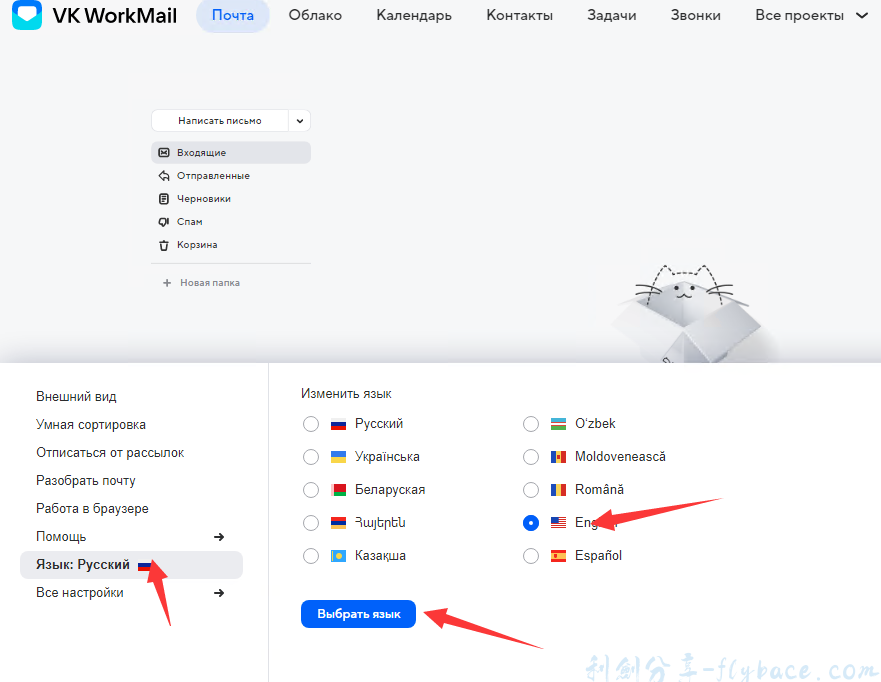 VK WorkMail Почта Облако Календарь Контакты Задачи Звонки Все проекты
Написать письмо
Входящие
Отправленные
Черновики
Спам
Корзина
+ Новая папка
Внешний вид
Умная сортировка
Отписаться от рассылок
Разобрать почту
Работа в браузере
Помощь
Язык: Русский
Все настройки
Изменить язык
Русский
Українська
Беларуская
Հայերեն
Казақша
O'zbek
Moldovenească
Română
Español
Выбрать язык
利創分享-flybace.com